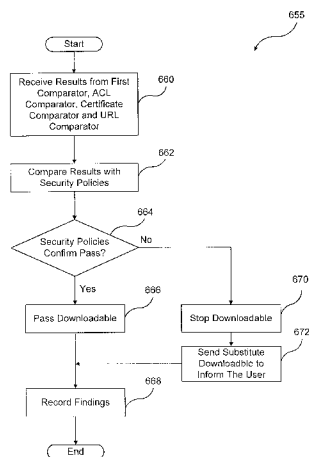 655
Start
660
Receive Results from First
Comparator, ACL
Comparator, Certificate
Comparator and URL
Comparator
662
Compare Results with
Security Policies
664
Security Policies
Confirm Pass?
No
Yes
666
Pass Downloadable
670
Stop Downloadable
672
Send Substitute
Downloadble to
Inform The User
668
Record Findings
End